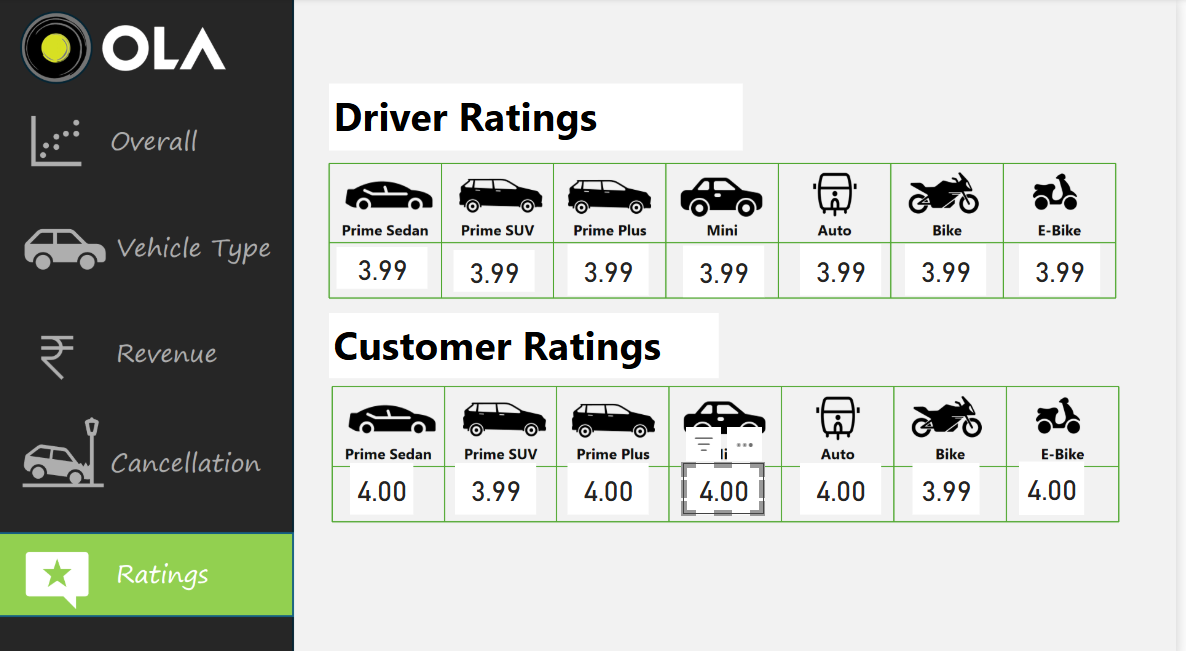 OLA
Overall
Vehicle Type
Revenue
Cancellation
Ratings
Driver Ratings
Prime Sedan Prime SUV Prime Plus Mini Auto Bike E-Bike
3.99 3.99 3.99 3.99 3.99 3.99 3.99
Customer Ratings
Prime Sedan Prime SUV Prime Plus Auto Bike E-Bike
4.00 3.99 4.00 4.00 4.00 3.99 4.00